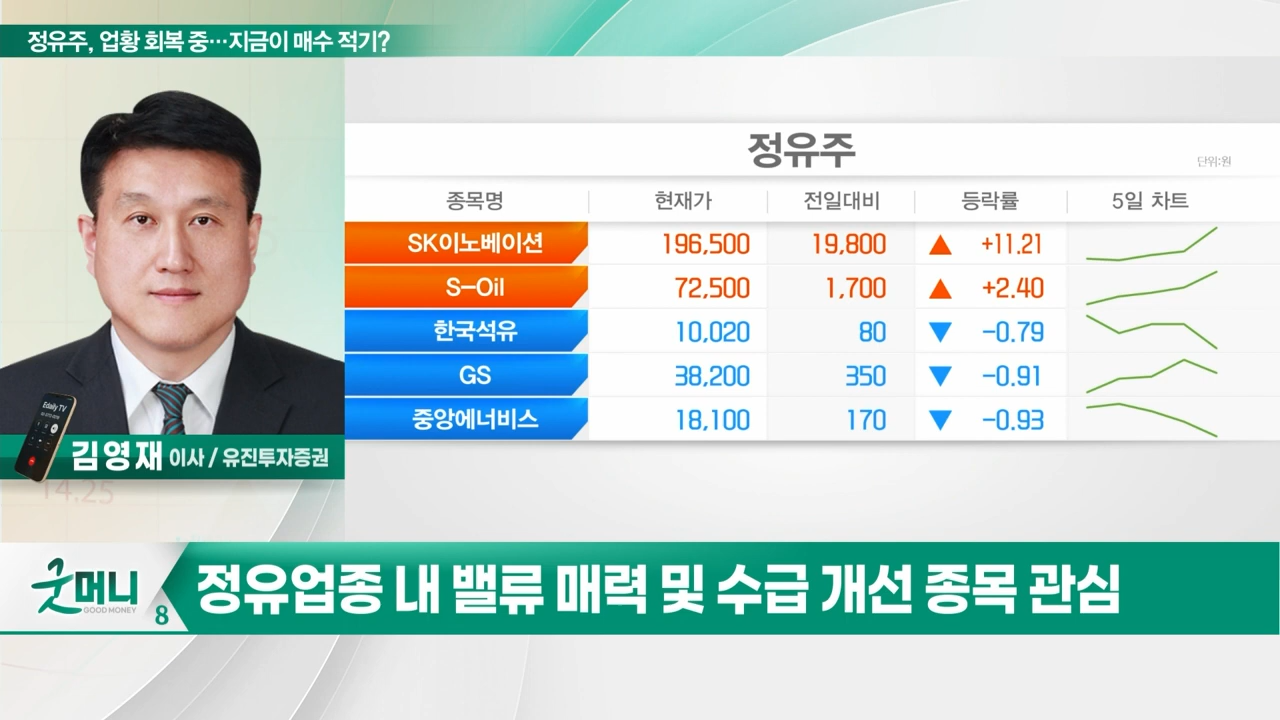 정유주, 업황 회복 중…지금이 매수 적기?
정유주
단위:원
종목명 현재가 전일대비 등락률 5일 차트
SK이노베이션 196,500 19,800 ▲ +11.21
S-Oil 72,500 1,700 ▲ +2.40
한국석유 10,020 80 ▼ -0.79
GS 38,200 350 ▼ -0.91
중앙에너비스 18,100 170 ▼ -0.93
Edaily TV
김영재 이사 / 유진투자증권
14.25
굿머니
GOOD MONEY
8
정유업종 내 밸류 매력 및 수급 개선 종목 관심